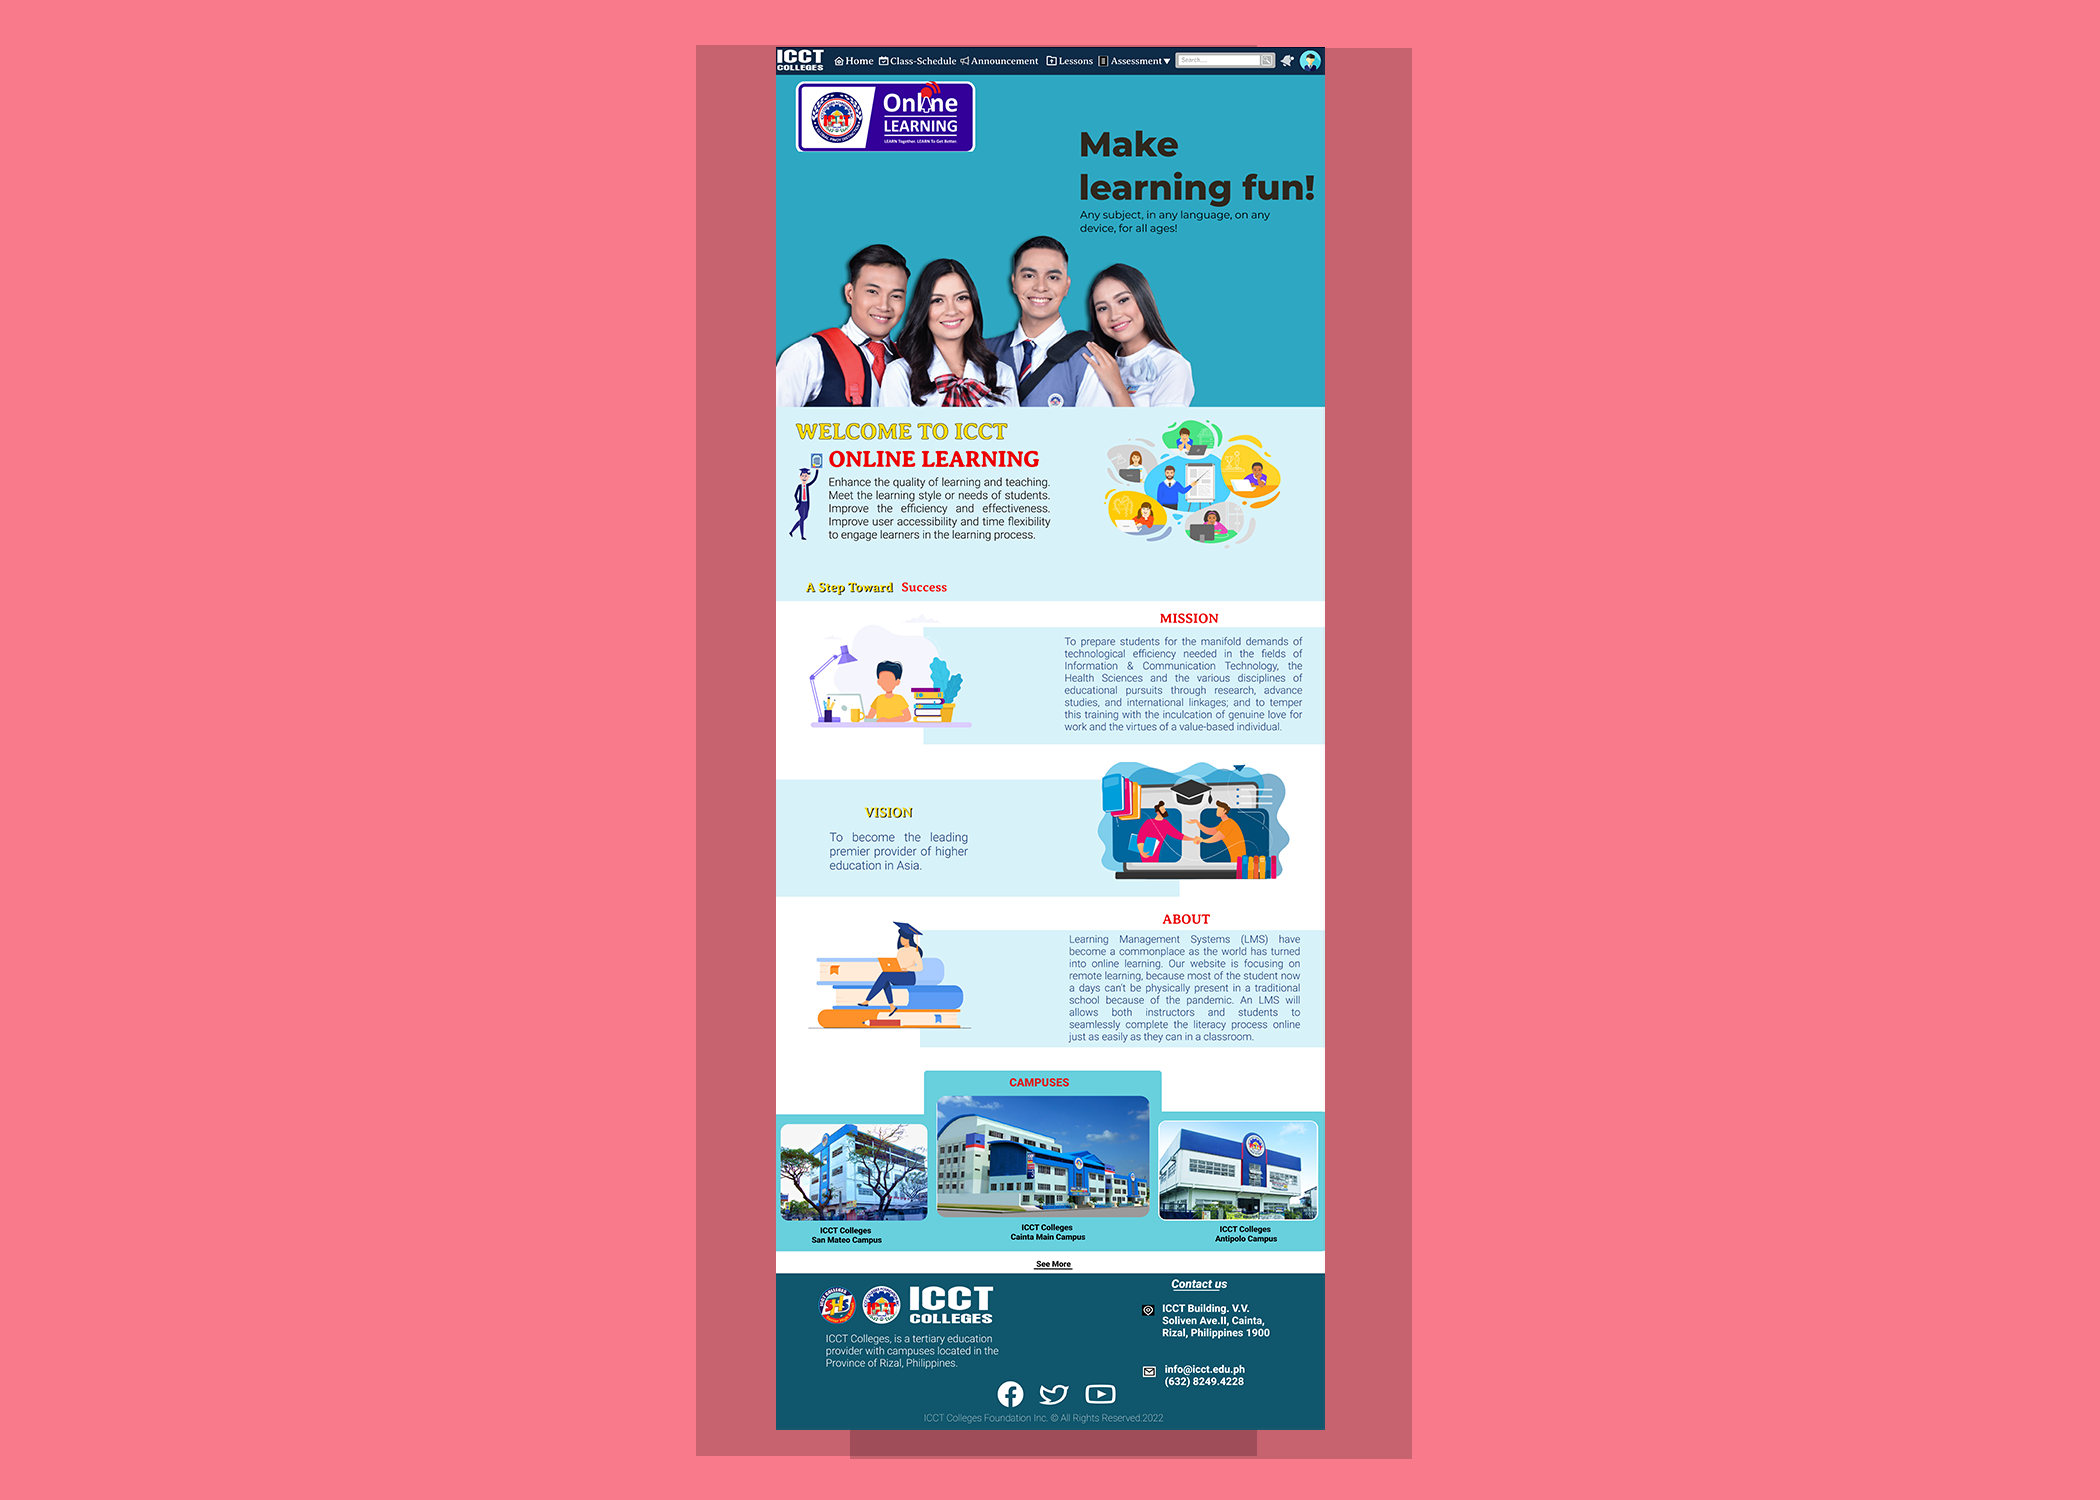 ICCT
COLLEGES
Home Class-Schedule Announcement Lessons Assessment
Search....
Online
LEARNING
LEARN Together. LEARN To Get Better.
Make
learning fun!
Any subject, in any language, on any
device, for all ages!
WELCOME TO ICCT
ONLINE LEARNING
Enhance the quality of learning and teaching.
Meet the learning style or needs of students.
Improve the efficiency and effectiveness.
Improve user accessibility and time flexibility
to engage learners in the learning process.
A Step Toward Success
MISSION
To prepare students for the manifold demands of
technological efficiency needed in the fields of
Information & Communication Technology, the
Health Sciences and the various disciplines of
educational pursuits through research, advance
studies, and international linkages; and to temper
this training with the inculcation of genuine love for
work and the virtues of a value-based individual.
VISION
To become the leading
premier provider of higher
education in Asia.
ABOUT
Learning Management Systems (LMS) have
become a commonplace as the world has turned
into online learning. Our website is focusing on
remote learning, because most of the student now
a days can't be physically present in a traditional
school because of the pandemic. An LMS will
allows both instructors and students to
seamlessly complete the literacy process online
just as easily as they can in a classroom.
CAMPUSES
ICCT Colleges
San Mateo Campus
ICCT Colleges
Cainta Main Campus
ICCT Colleges
Antipolo Campus
See More
SHS
ICCT
COLLEGES
ICCT Colleges, is a tertiary education
provider with campuses located in the
Province of Rizal, Philippines.
Contact us
ICCT Building. V.V.
Soliven Ave.II, Cainta,
Rizal, Philippines 1900
info@icct.edu.ph
(632) 8249.4228
ICCT Colleges Foundation Inc. © All Rights Reserved.2022